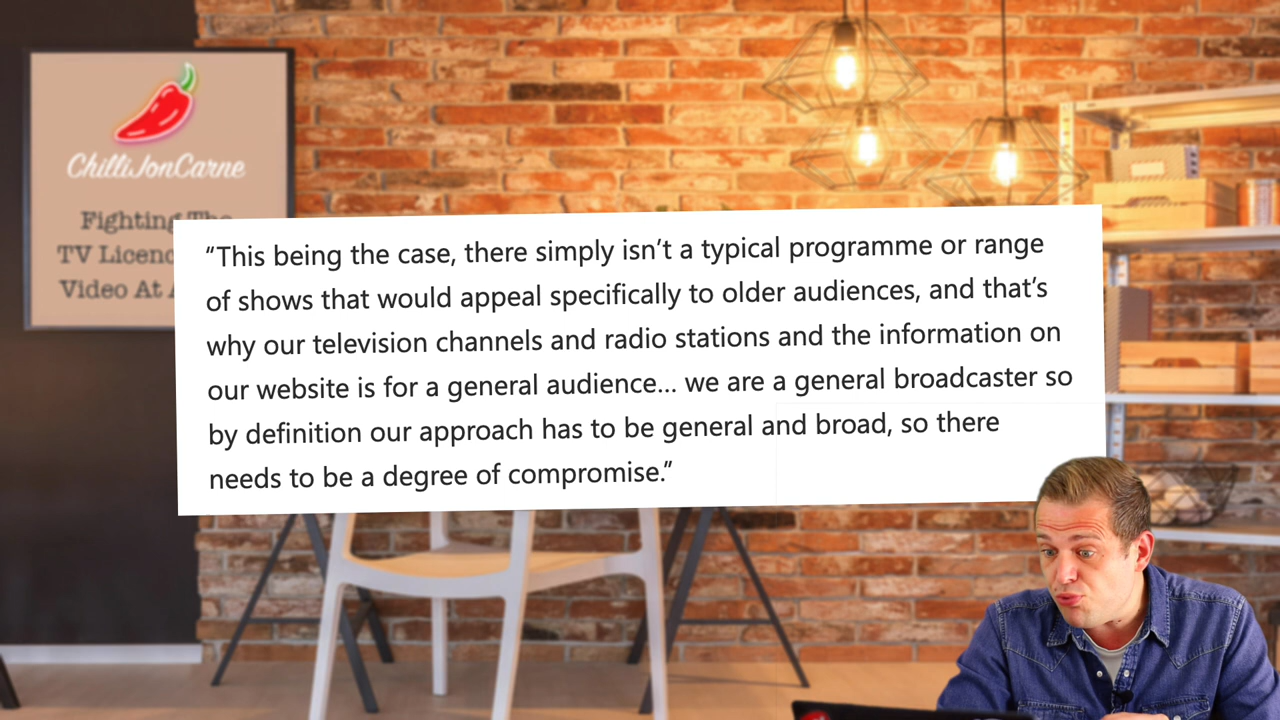 ChilliJonCarne
Fighting The
TV Licen
Video At
“This being the case, there simply isn’t a typical programme or range
of shows that would appeal specifically to older audiences, and that’s
why our television channels and radio stations and the information on
our website is for a general audience... we are a general broadcaster so
by definition our approach has to be general and broad, so there
needs to be a degree of compromise.”